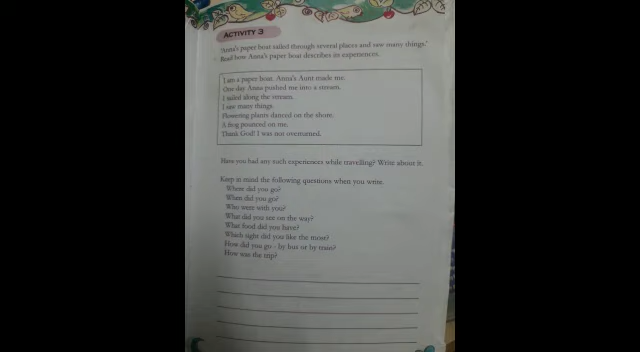 ACTIVITY 3
'Anna's paper boat sailed through several places and saw many things.'
Read how Anna's paper boat describes its experiences.
I am a paper boat. Anna's Aunt made me.
One day Anna pushed me into a stream.
I sailed along the stream.
I saw many things.
Flowering plants danced on the shore.
A frog pounced on me.
Thank God! I was not overturned.
Have you had any such experiences while travelling? Write about it.
Keep in mind the following questions when you write.
Where did you go?
When did you go?
Who went with you?
What did you see on the way?
What food did you have?
Which sight did you like the most?
How did you go - by bus or by train?
How was the trip?